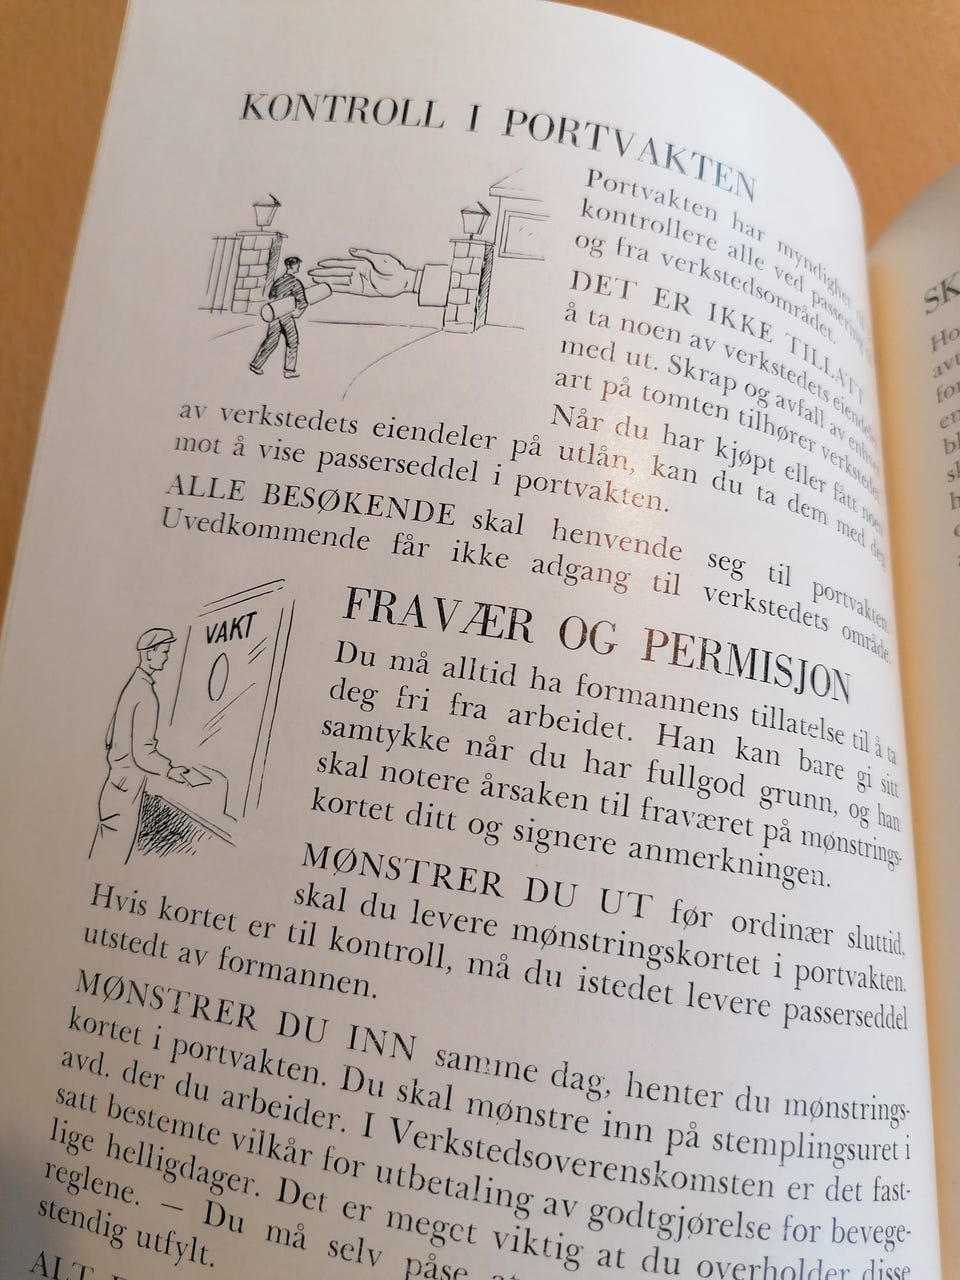 KONTROLL I PORTVAKTEN
Portvakten har myndighet til
kontrollere alle ved passering
og fra verkstedsområdet.
DET ER IKKE TILLATT
å ta noen av verkstedets eiendeler
med ut. Skrap og avfall av enhver
art på tomten tilhører verkstedet.
Når du har kjøpt eller fått noen
av verkstedets eiendeler på utlån, kan du ta dem med deg
mot å vise passerseddel i portvakten.
ALLE BESØKENDE skal henvende seg til portvakten.
Uvedkommende får ikke adgang til verkstedets område.
VAKT
FRAVÆR OG PERMISJON
Du må alltid ha formannens tillatelse til å ta
deg fri fra arbeidet. Han kan bare gi sitt
samtykke når du har fullgod grunn, og han
skal notere årsaken til fraværet på mønstrings-
kortet ditt og signere anmerkningen.
MØNSTRER DU UT før ordinær sluttid,
skal du levere mønstringskortet i portvakten.
Hvis kortet er til kontroll, må du istedet levere passerseddel
utstedt av formannen.
MØNSTRER DU INN samme dag, henter du mønstrings-
kortet i portvakten. Du skal mønstre inn på stemplingsuret i
avd. der du arbeider. I Verkstedsoverenskomsten er det fast-
satt bestemte vilkår for utbetaling av godtgjørelse for bevege-
lige helligdager. Det er meget viktig at du overholder disse
reglene. — Du må selv påse
stendig utfylt.
ALT
SK
Ho
avt
for
en
bl
sk